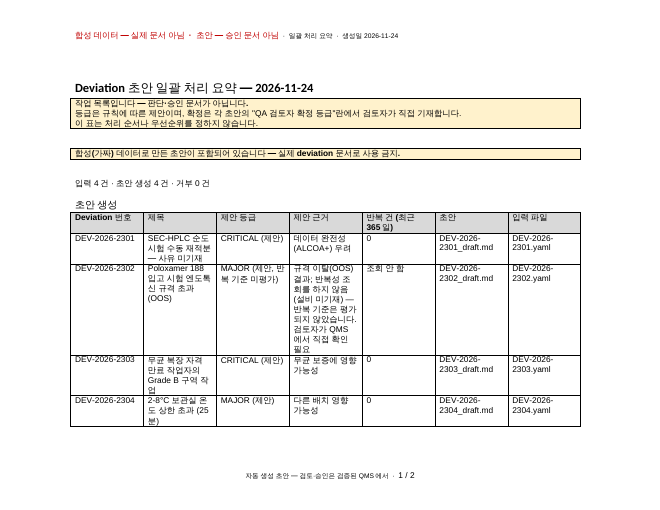 합성 데이터 — 실제 문서 아님 · 초안 — 승인 문서 아님 · 일괄 처리 요약 · 생성일 2026-11-24
Deviation 초안 일괄 처리 요약 — 2026-11-24
작업 목록입니다 — 판단·승인 문서가 아닙니다.
등급은 규칙에 따른 제안이며, 확정은 각 초안의 "QA 검토자 확정 등급"란에서 검토자가 직접 기재합니다.
이 표는 처리 순서나 우선순위를 정하지 않습니다.
합성(가짜) 데이터로 만든 초안이 포함되어 있습니다 — 실제 deviation 문서로 사용 금지.
입력 4 건 · 초안 생성 4 건 · 거부 0 건
초안 생성
Deviation 번호 제목 제안 등급 제안 근거 반복 건 (최근 초안 입력 파일
365 일)
DEV-2026-2301 SEC-HPLC 순도 CRITICAL (제안) 데이터 완전성 0 DEV-2026- DEV-2026-
시험 수동 재적분 (ALCOA+) 우려 2301_draft.md 2301.yaml
— 사유 미기재
DEV-2026-2302 Poloxamer 188 MAJOR (제안, 반 규격 이탈(OOS) 조회 안 함 DEV-2026- DEV-2026-
입고 시험 엔도톡 복 기준 미평가) 결과; 반복성 조 2302_draft.md 2302.yaml
신 규격 초과 회를 하지 않음
(OOS) (설비 미기재) —
반복 기준은 평가
되지 않았습니다.
검토자가 QMS
에서 직접 확인
필요
DEV-2026-2303 무균 복장 자격 CRITICAL (제안) 무균 보증에 영향 0 DEV-2026- DEV-2026-
만료 작업자의 가능성 2303_draft.md 2303.yaml
Grade B 구역 작
업
DEV-2026-2304 2-8°C 보관실 온 MAJOR (제안) 다른 배치 영향 0 DEV-2026- DEV-2026-
도 상한 초과 (25 가능성 2304_draft.md 2304.yaml
분)
자동 생성 초안 — 검토·승인은 검증된 QMS 에서 · 1 / 2